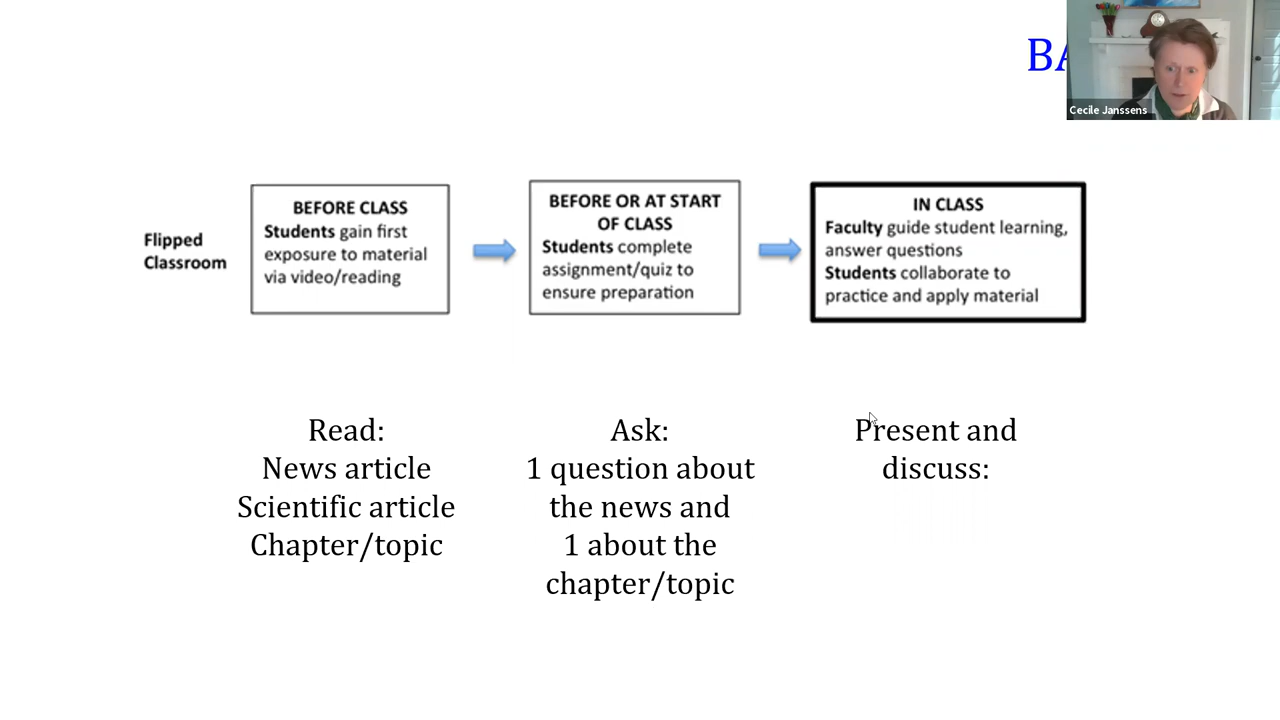 Cecile Janssens
Flipped
Classroom
BEFORE CLASS
Students gain first
exposure to material
via video/reading
BEFORE OR AT START
OF CLASS
Students complete
assignment/quiz to
ensure preparation
IN CLASS
Faculty guide student learning,
answer questions
Students collaborate to
practice and apply material
Read:
News article
Scientific article
Chapter/topic
Ask:
1 question about
the news and
1 about the
chapter/topic
Present and
discuss: